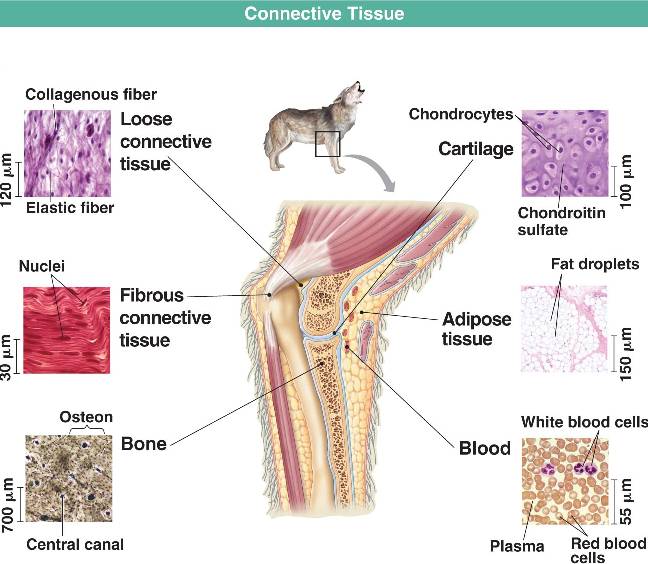 Connective Tissue
Collagenous fiber
Loose
connective
tissue
120 μm
Elastic fiber
Chondrocytes
Cartilage
100 μm
Chondroitin
sulfate
Nuclei
Fibrous
connective
tissue
30 μm
Fat droplets
Adipose
tissue
150 μm
Osteon
Bone
700 μm
Central canal
White blood cells
Blood
55 μm
Plasma
Red blood
cells